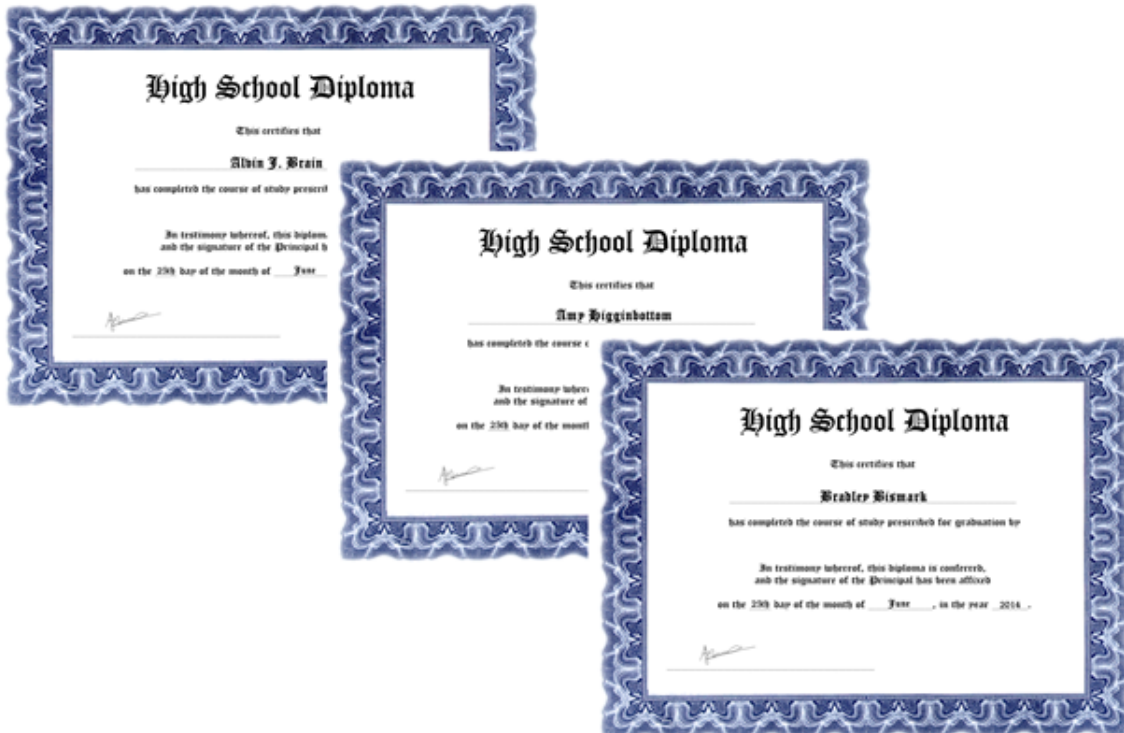 High School Diploma
This certifies that
Alvin J. Brain
has completed the course of study prescri
In testimony whereof, this diplom
and the signature of the Principal h
on the 25th day of the month of June
High School Diploma
This certifies that
Amy Higginbottom
has completed the course
In testimony where
and the signature of
on the 25th day of the mont
High School Diploma
This certifies that
Bradley Bismark
has completed the course of study prescribed for graduation by
In testimony whereof, this diploma is conferred,
and the signature of the Principal has been affixed
on the 25th day of the month of June , in the year 2014 .